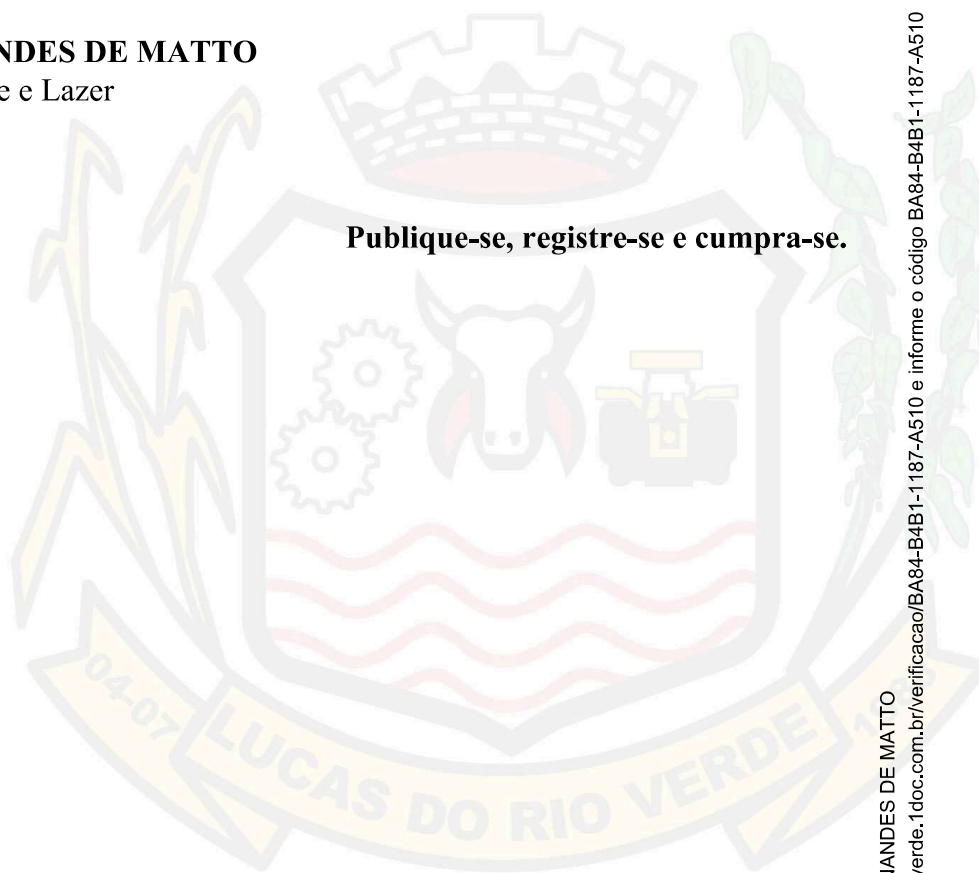 NDES DE MATTO
e e Lazer
Publique-se, registre-se e cumpra-se.
04-07
LUCAS DO RIO VERDE
NANDES DE MATTO
verde.1doc.com.br/verificacao/BA84-B4B1-1187-A510 e informe o código BA84-B4B1-1187-A510